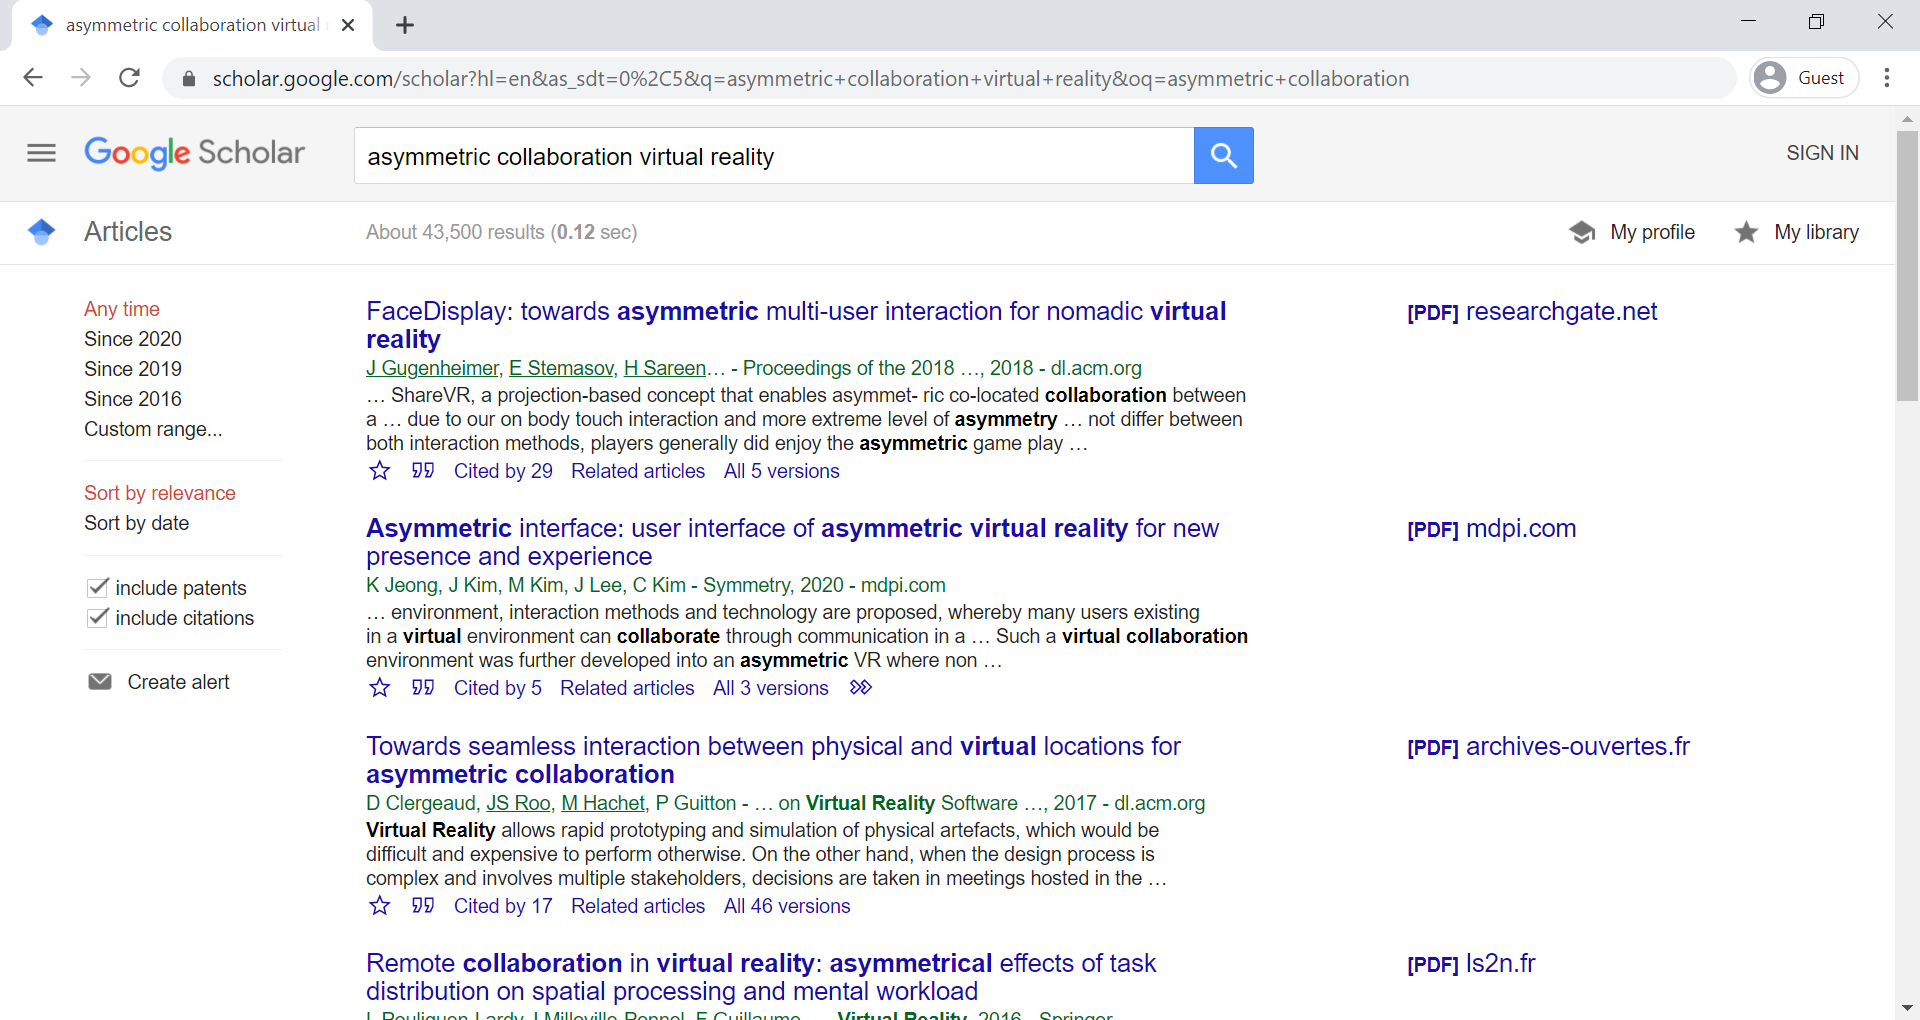 asymmetric collaboration virtual
scholar.google.com/scholar?hl=en&as_sdt=0%2C5&q=asymmetric+collaboration+virtual+reality&oq=asymmetric+collaboration
Guest
Google Scholar
asymmetric collaboration virtual reality
SIGN IN
Articles
About 43,500 results (0.12 sec)
My profile
My library
Any time
Since 2020
Since 2019
Since 2016
Custom range...
Sort by relevance
Sort by date
include patents
include citations
Create alert
FaceDisplay: towards asymmetric multi-user interaction for nomadic virtual
reality
J Gugenheimer, E Stemasov, H Sareen… - Proceedings of the 2018 …, 2018 - dl.acm.org
… ShareVR, a projection-based concept that enables asymmet- ric co-located collaboration between
a … due to our on body touch interaction and more extreme level of asymmetry … not differ between
both interaction methods, players generally did enjoy the asymmetric game play …
Cited by 29 Related articles All 5 versions
[PDF] researchgate.net
Asymmetric interface: user interface of asymmetric virtual reality for new
presence and experience
K Jeong, J Kim, M Kim, J Lee, C Kim - Symmetry, 2020 - mdpi.com
… environment, interaction methods and technology are proposed, whereby many users existing
in a virtual environment can collaborate through communication in a … Such a virtual collaboration
environment was further developed into an asymmetric VR where non …
Cited by 5 Related articles All 3 versions
[PDF] mdpi.com
Towards seamless interaction between physical and virtual locations for
asymmetric collaboration
D Clergeaud, JS Roo, M Hachet, P Guitton - … on Virtual Reality Software …, 2017 - dl.acm.org
Virtual Reality allows rapid prototyping and simulation of physical artefacts, which would be
difficult and expensive to perform otherwise. On the other hand, when the design process is
complex and involves multiple stakeholders, decisions are taken in meetings hosted in the …
Cited by 17 Related articles All 46 versions
[PDF] archives-ouvertes.fr
Remote collaboration in virtual reality: asymmetrical effects of task
distribution on spatial processing and mental workload
[PDF] ls2n.fr